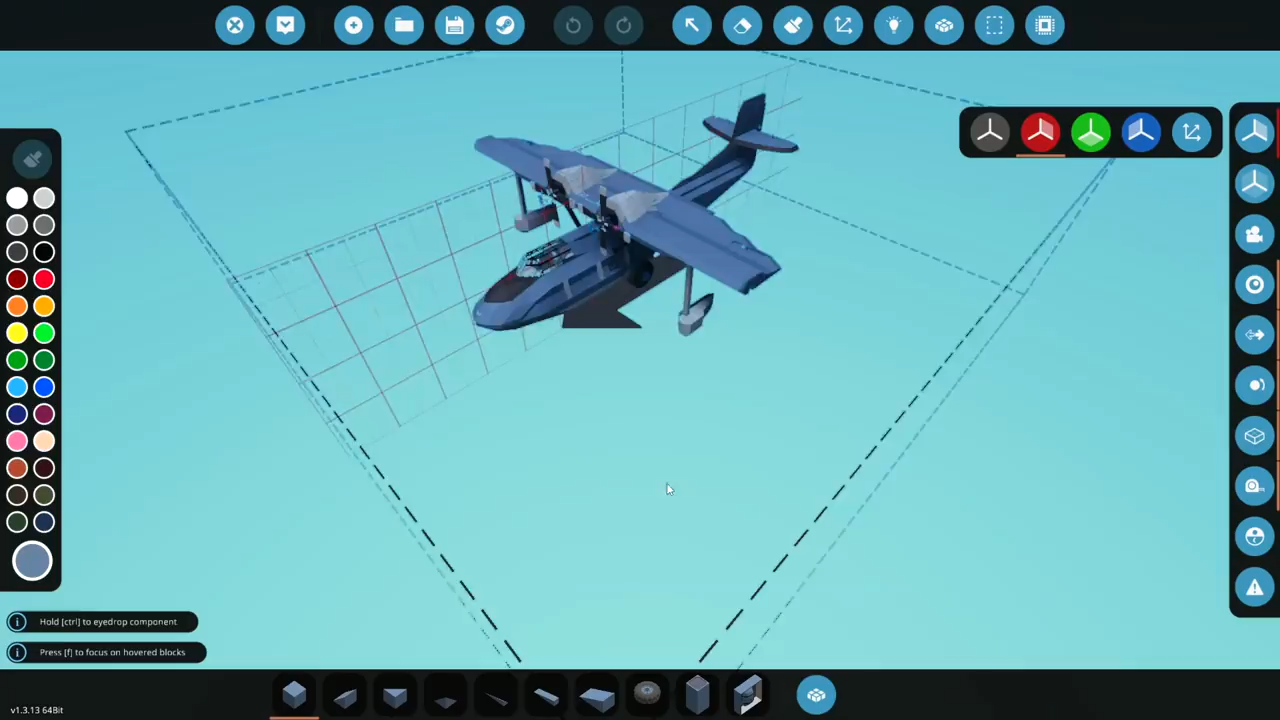 Hold [ctrl] to eyedrop component
Press [f] to focus on hovered blocks
v1.3.13 64Bit